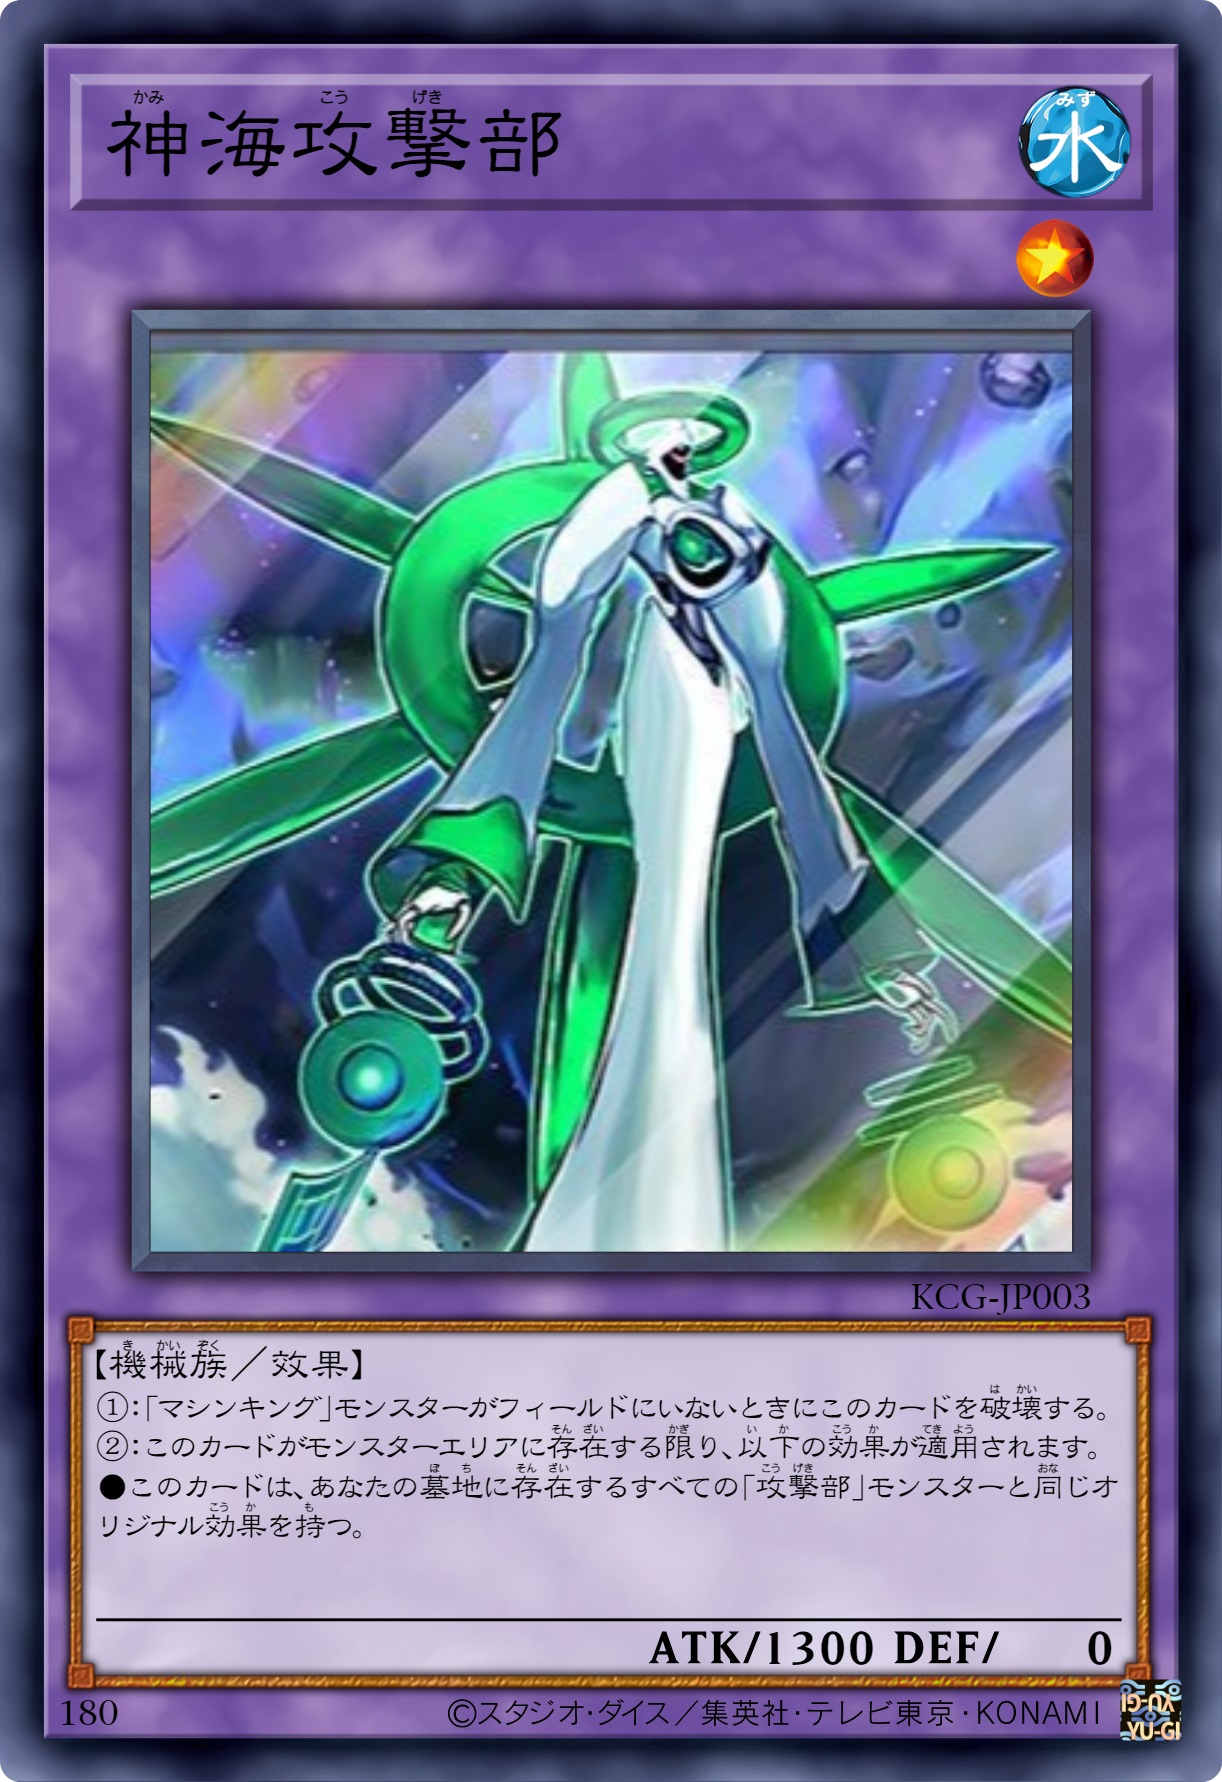 神海攻撃部
水
KCG-JP003
【機械族／効果】
①：「マシンキング」モンスターがフィールドにいないときにこのカードを破壊する。
②：このカードがモンスターエリアに存在する限り、以下の効果が適用されます。
●このカードは、あなたの墓地に存在するすべての「攻撃部」モンスターと同じオ
リジナル効果を持つ。
ATK/1300 DEF/ 0
180 ©スタジオ・ダイス／集英社・テレビ東京・KONAMI
YU-GI